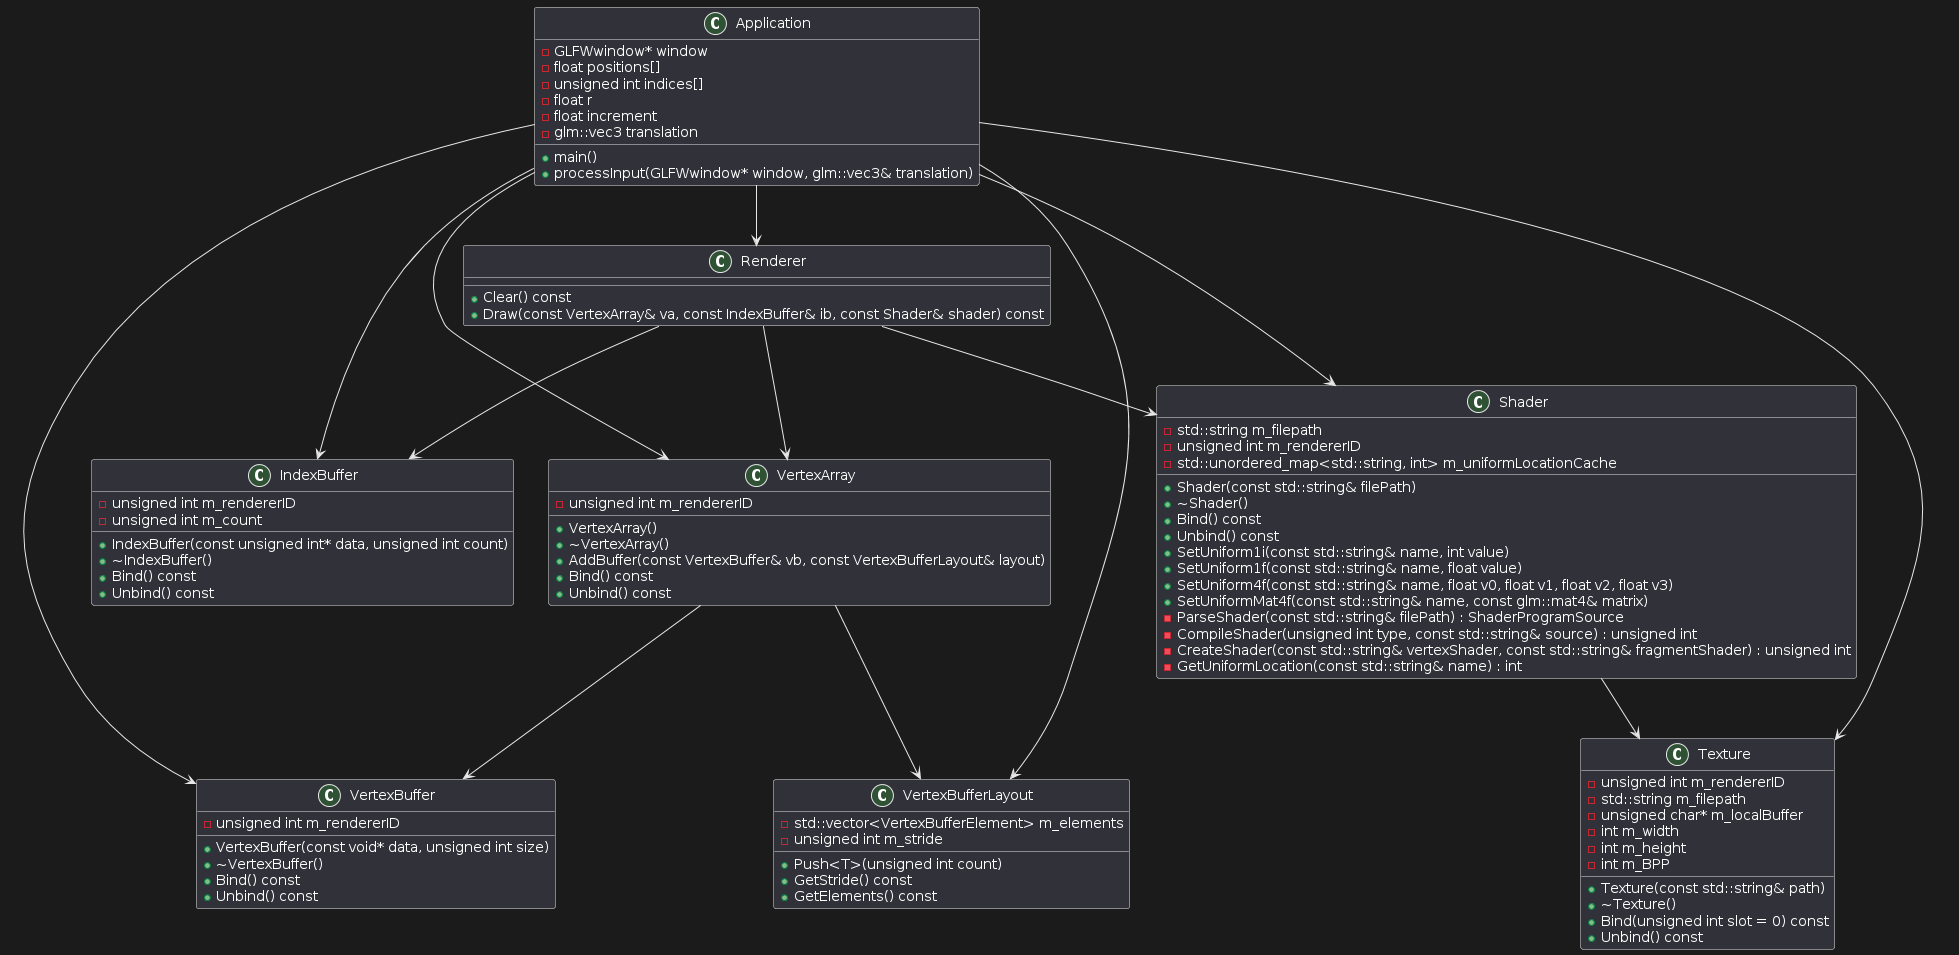 C Application
GLFWwindow* window
float positions[]
unsigned int indices[]
float r
float increment
glm::vec3 translation
main()
processInput(GLFWwindow* window, glm::vec3& translation)
C Renderer
Clear() const
Draw(const VertexArray& va, const IndexBuffer& ib, const Shader& shader) const
C Shader
std::string m_filepath
unsigned int m_rendererID
std::unordered_map<std::string, int> m_uniformLocationCache
Shader(const std::string& filePath)
~Shader()
Bind() const
Unbind() const
SetUniform1i(const std::string& name, int value)
SetUniform1f(const std::string& name, float value)
SetUniform4f(const std::string& name, float v0, float v1, float v2, float v3)
SetUniformMat4f(const std::string& name, const glm::mat4& matrix)
ParseShader(const std::string& filePath) : ShaderProgramSource
CompileShader(unsigned int type, const std::string& source) : unsigned int
CreateShader(const std::string& vertexShader, const std::string& fragmentShader) : unsigned int
GetUniformLocation(const std::string& name) : int
C IndexBuffer
unsigned int m_rendererID
unsigned int m_count
IndexBuffer(const unsigned int* data, unsigned int count)
~IndexBuffer()
Bind() const
Unbind() const
C VertexArray
unsigned int m_rendererID
VertexArray()
~VertexArray()
AddBuffer(const VertexBuffer& vb, const VertexBufferLayout& layout)
Bind() const
Unbind() const
C VertexBuffer
unsigned int m_rendererID
VertexBuffer(const void* data, unsigned int size)
~VertexBuffer()
Bind() const
Unbind() const
C VertexBufferLayout
std::vector<VertexBufferElement> m_elements
unsigned int m_stride
Push<T>(unsigned int count)
GetStride() const
GetElements() const
C Texture
unsigned int m_rendererID
std::string m_filepath
unsigned char* m_localBuffer
int m_width
int m_height
int m_BPP
Texture(const std::string& path)
~Texture()
Bind(unsigned int slot = 0) const
Unbind() const